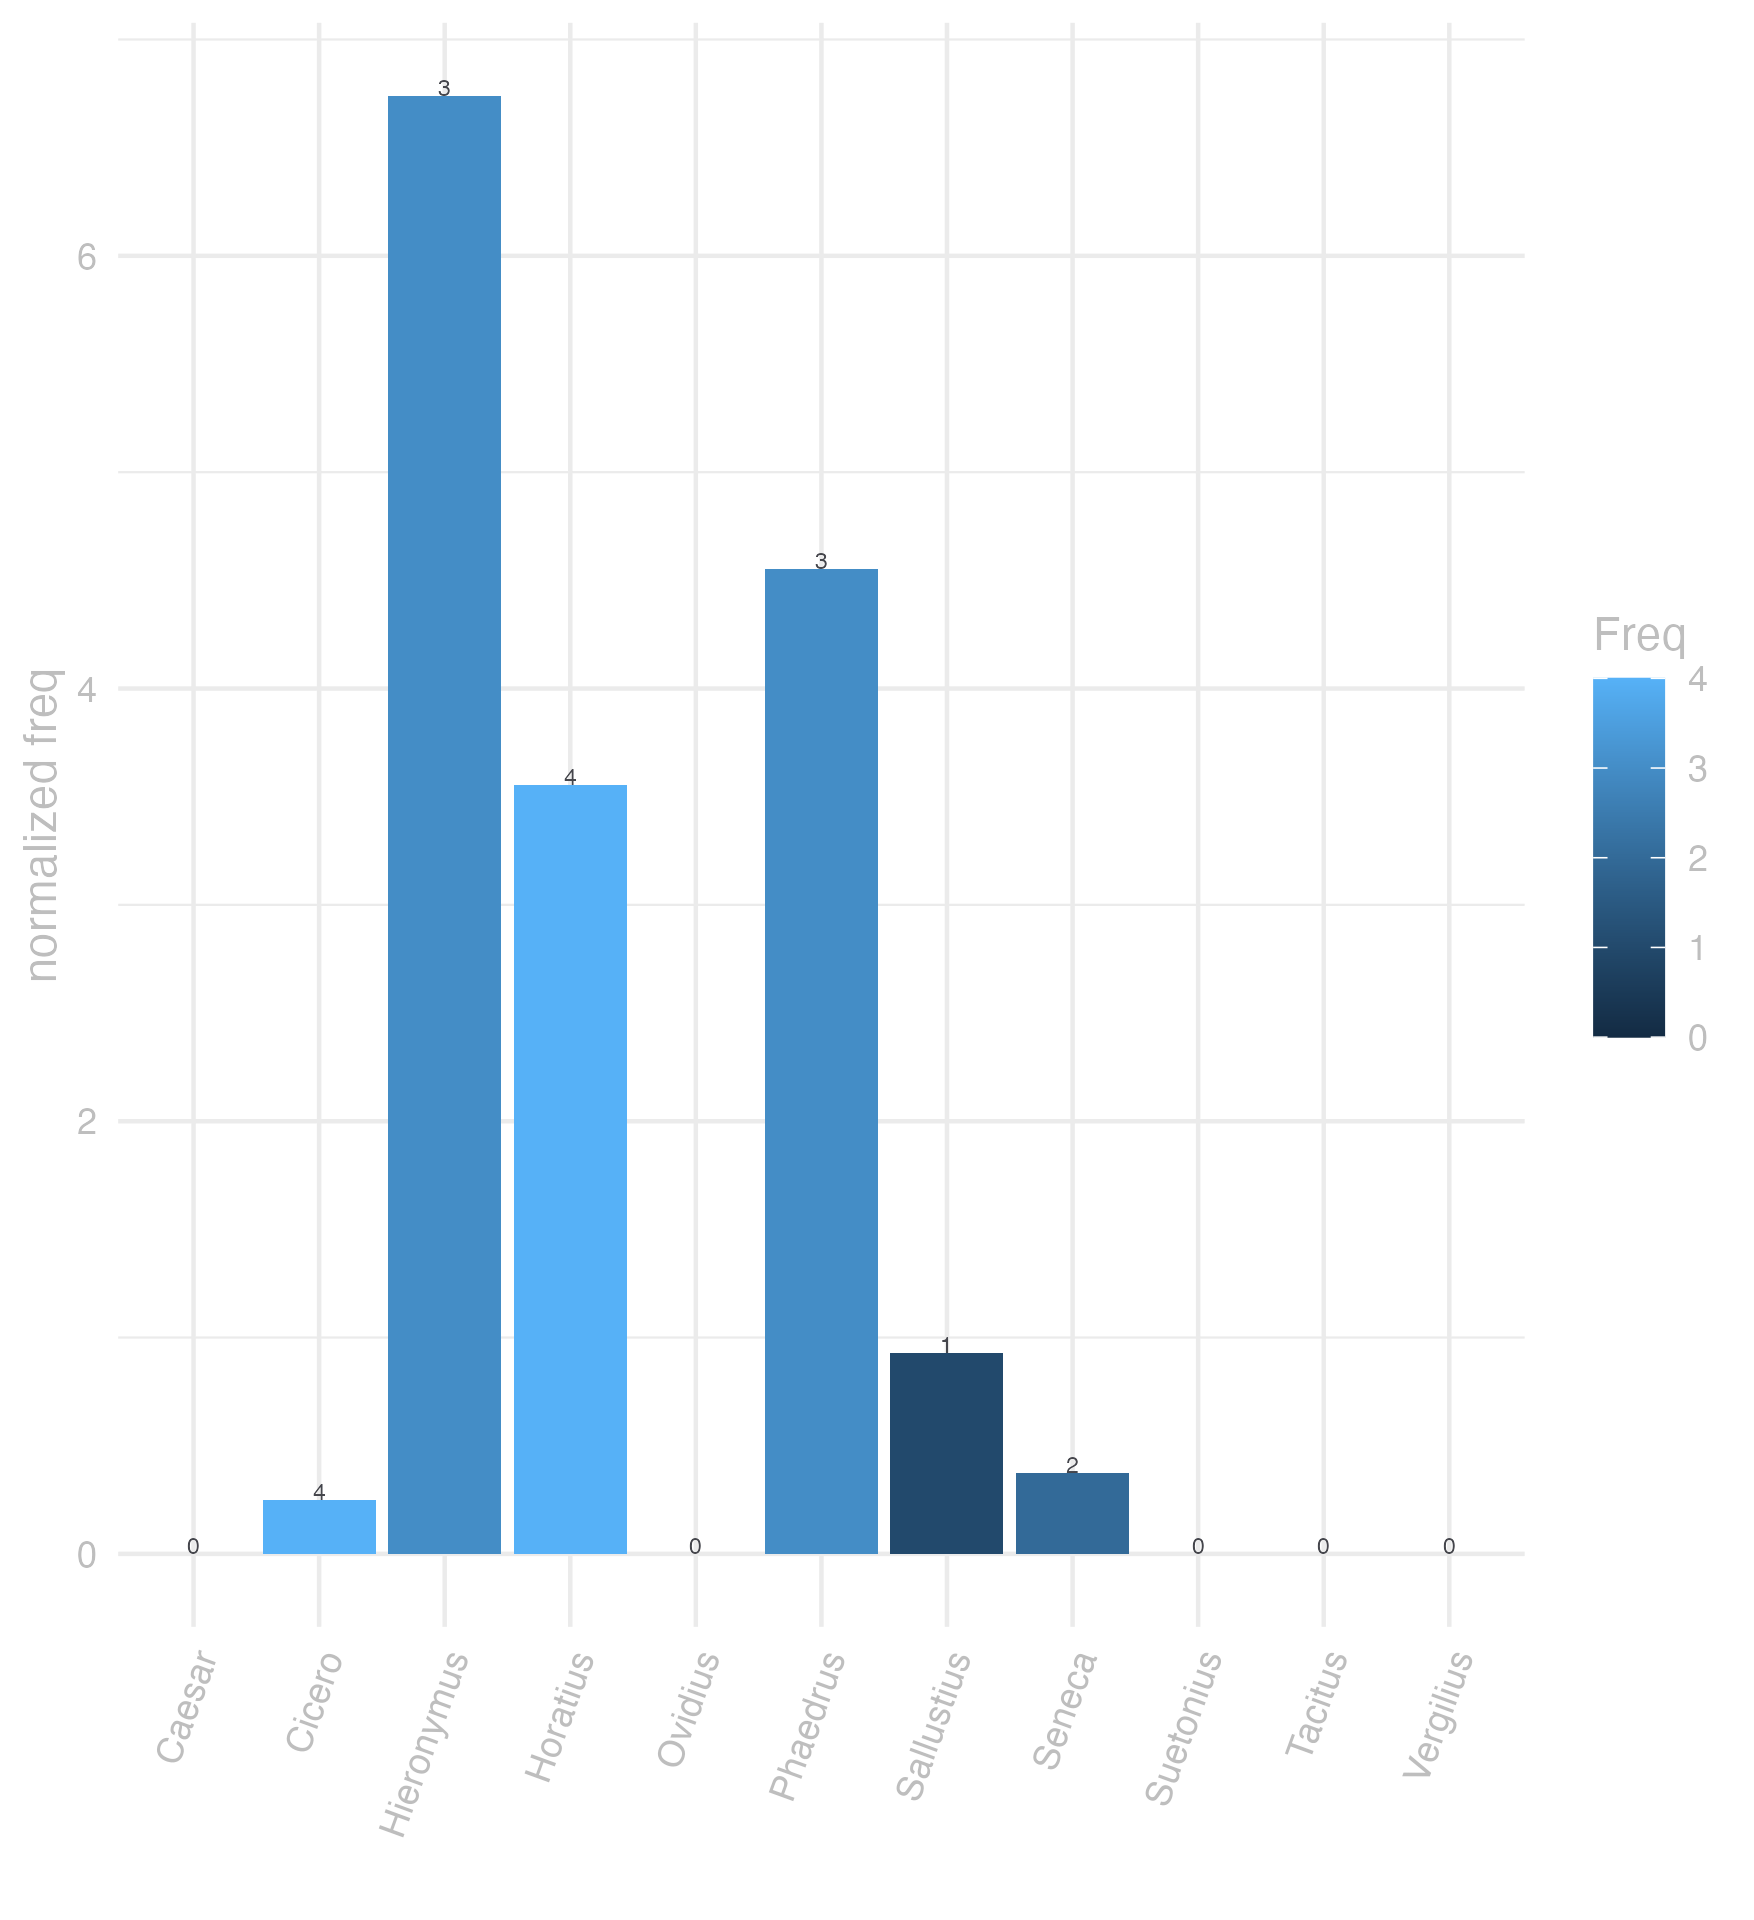 normalized freq
6
4
2
0
0
4
3
4
0
3
1
2
0
0
0
Caesar
Cicero
Hieronymus
Horatius
Ovidius
Phaedrus
Sallustius
Seneca
Suetonius
Tacitus
Vergilius
Freq
4
3
2
1
0